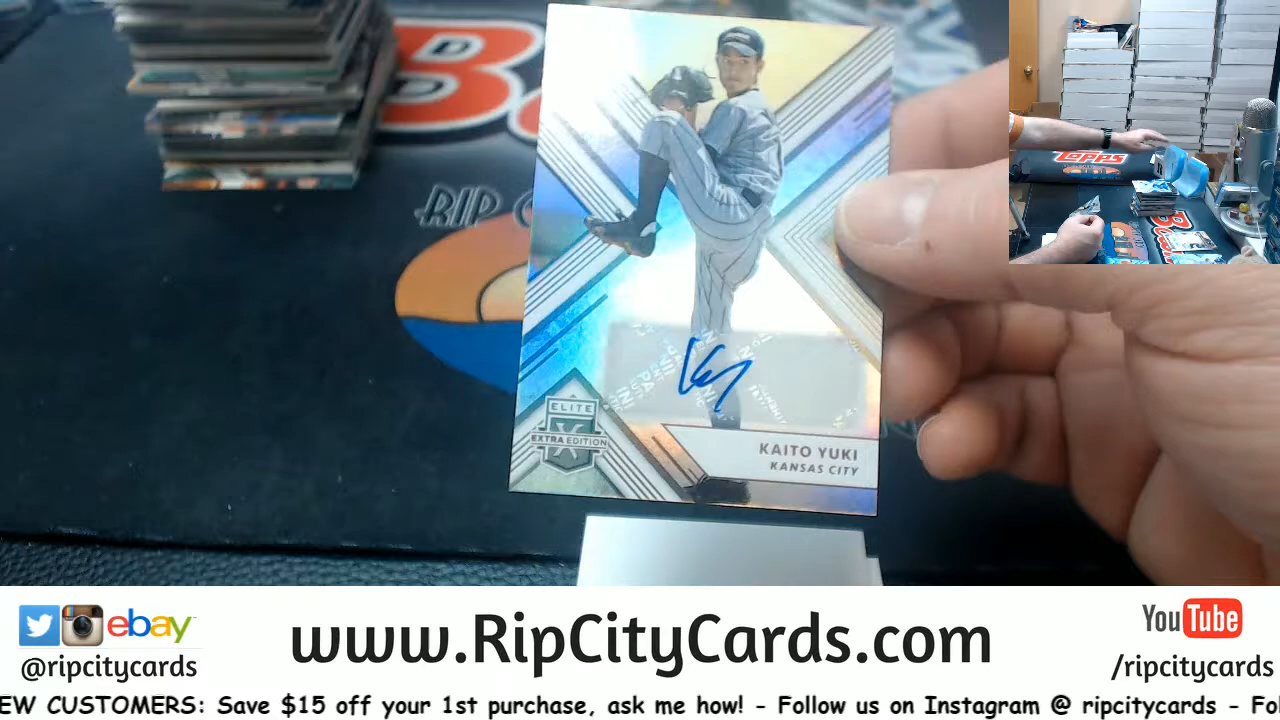 RIP C
ELITE
X
EXTRA EDITION
KAITO YUKI
KANSAS CITY
TOPPS
ebay
@ripcitycards
www.RipCityCards.com
YouTube
/ripcitycards
EW CUSTOMERS: Save $15 off your 1st purchase, ask me how! - Follow us on Instagram @ ripcitycards - Fo